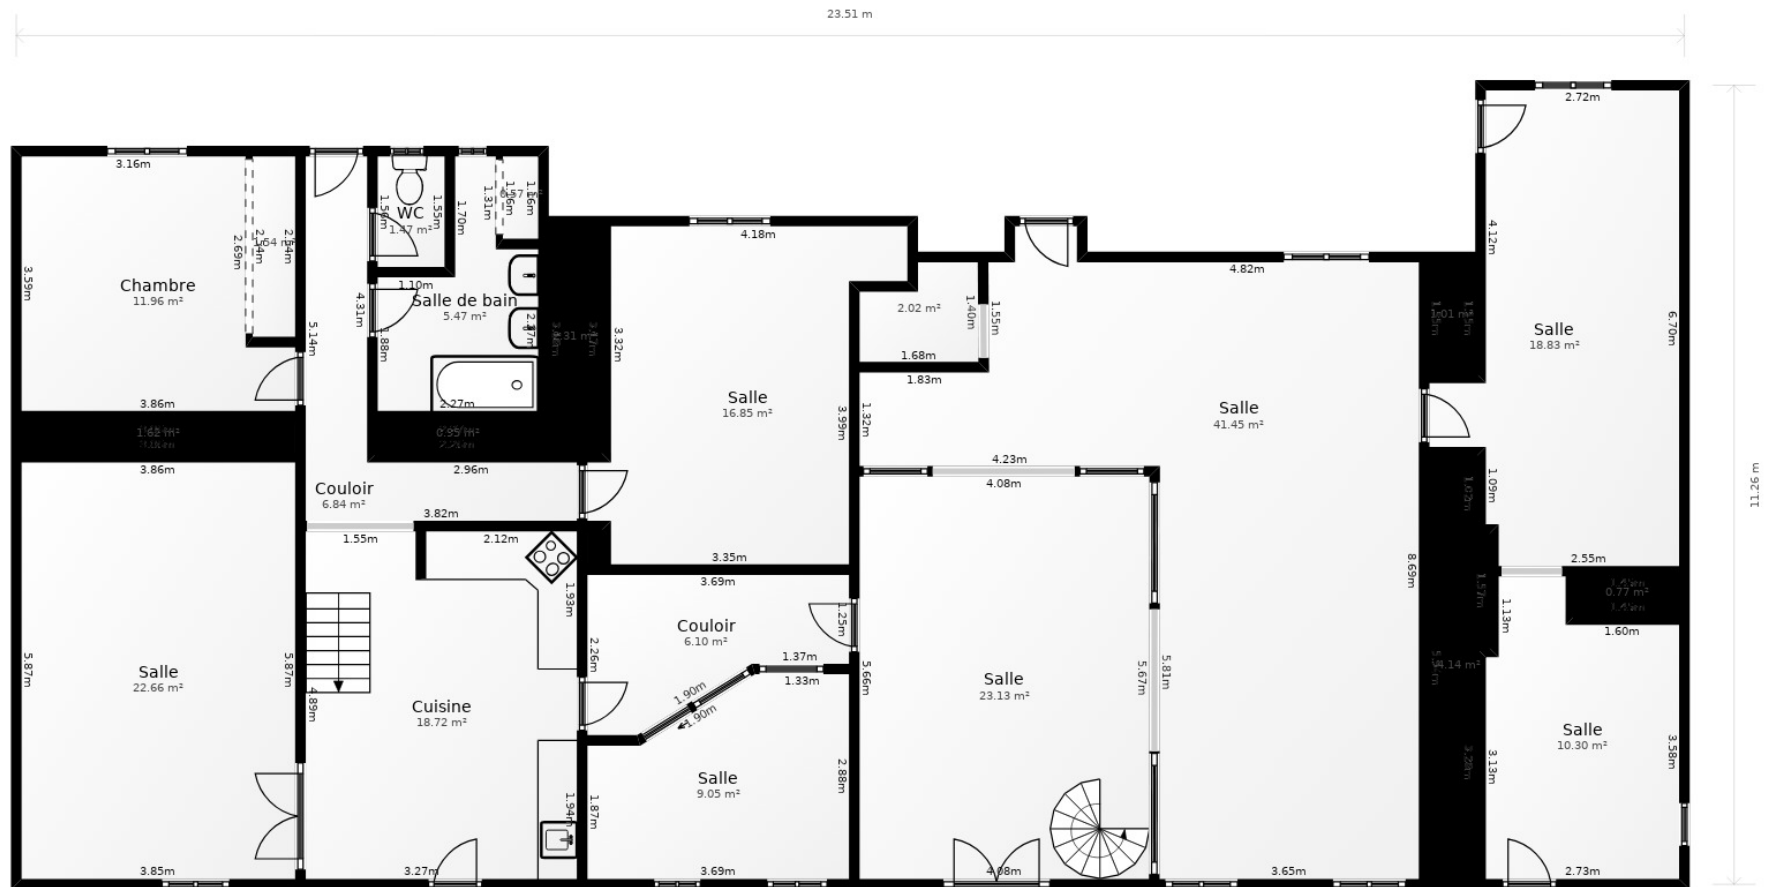 23.51 m
2.72m
3.16m
3.59m
Chambre
11.96 m²
2.69m
3.86m
5.14m
4.31m
WC
1.47 m²
1.55m
1.70m
1.31m
1.10m
Salle de bain
5.47 m²
2.27m
4.18m
3.32m
Salle
16.85 m²
3.99m
3.35m
2.02 m²
1.40m
1.55m
1.68m
1.83m
1.32m
4.82m
Salle
41.45 m²
4.12m
Salle
18.83 m²
6.70m
11.26 m
1.62 m²
3.86m
2.96m
Couloir
6.84 m²
3.82m
1.55m
2.12m
1.93m
4.23m
4.08m
8.69m
1.09m
2.55m
0.77 m²
1.13m
1.60m
3.69m
Couloir
6.10 m²
1.25m
2.26m
1.37m
1.33m
1.90m
1.90m
5.87m
Salle
22.66 m²
5.87m
4.89m
Cuisine
18.72 m²
5.66m
Salle
23.13 m²
5.67m
5.81m
Salle
10.30 m²
3.58m
3.13m
Salle
9.05 m²
2.88m
1.87m
1.94m
3.85m
3.27m
3.69m
4.08m
3.65m
2.73m